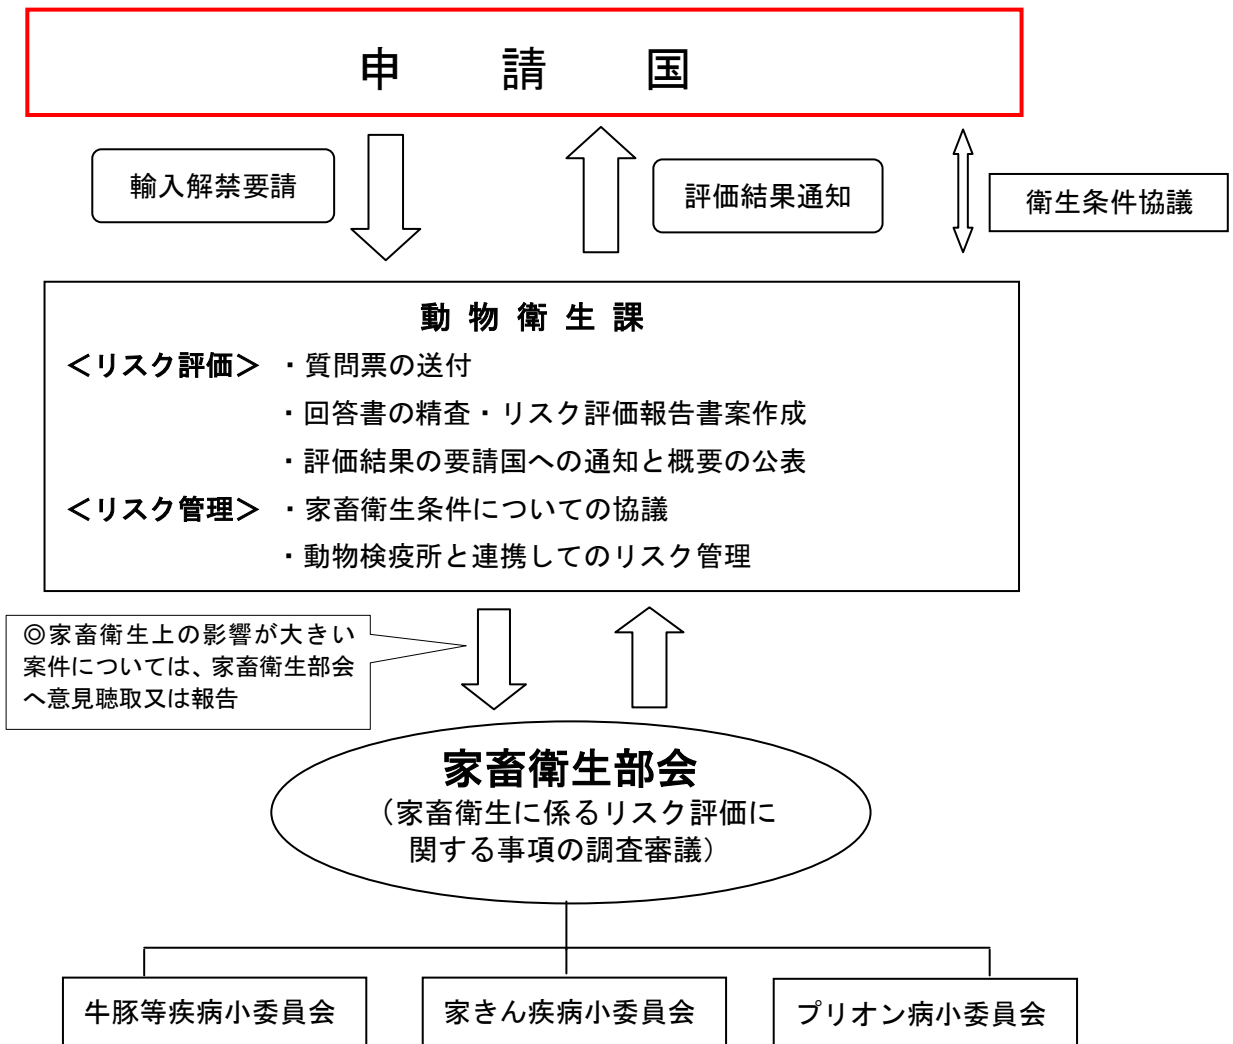 申請国
輸入解禁要請
評価結果通知
衛生条件協議
動物衛生課
＜リスク評価＞ ・質問票の送付
・回答書の精査・リスク評価報告書案作成
・評価結果の要請国への通知と概要の公表
＜リスク管理＞ ・家畜衛生条件についての協議
・動物検疫所と連携してのリスク管理
◎家畜衛生上の影響が大きい
案件については、家畜衛生部会
へ意見聴取又は報告
家畜衛生部会
（家畜衛生に係るリスク評価に
関する事項の調査審議）
牛豚等疾病小委員会
家きん疾病小委員会
プリオン病小委員会